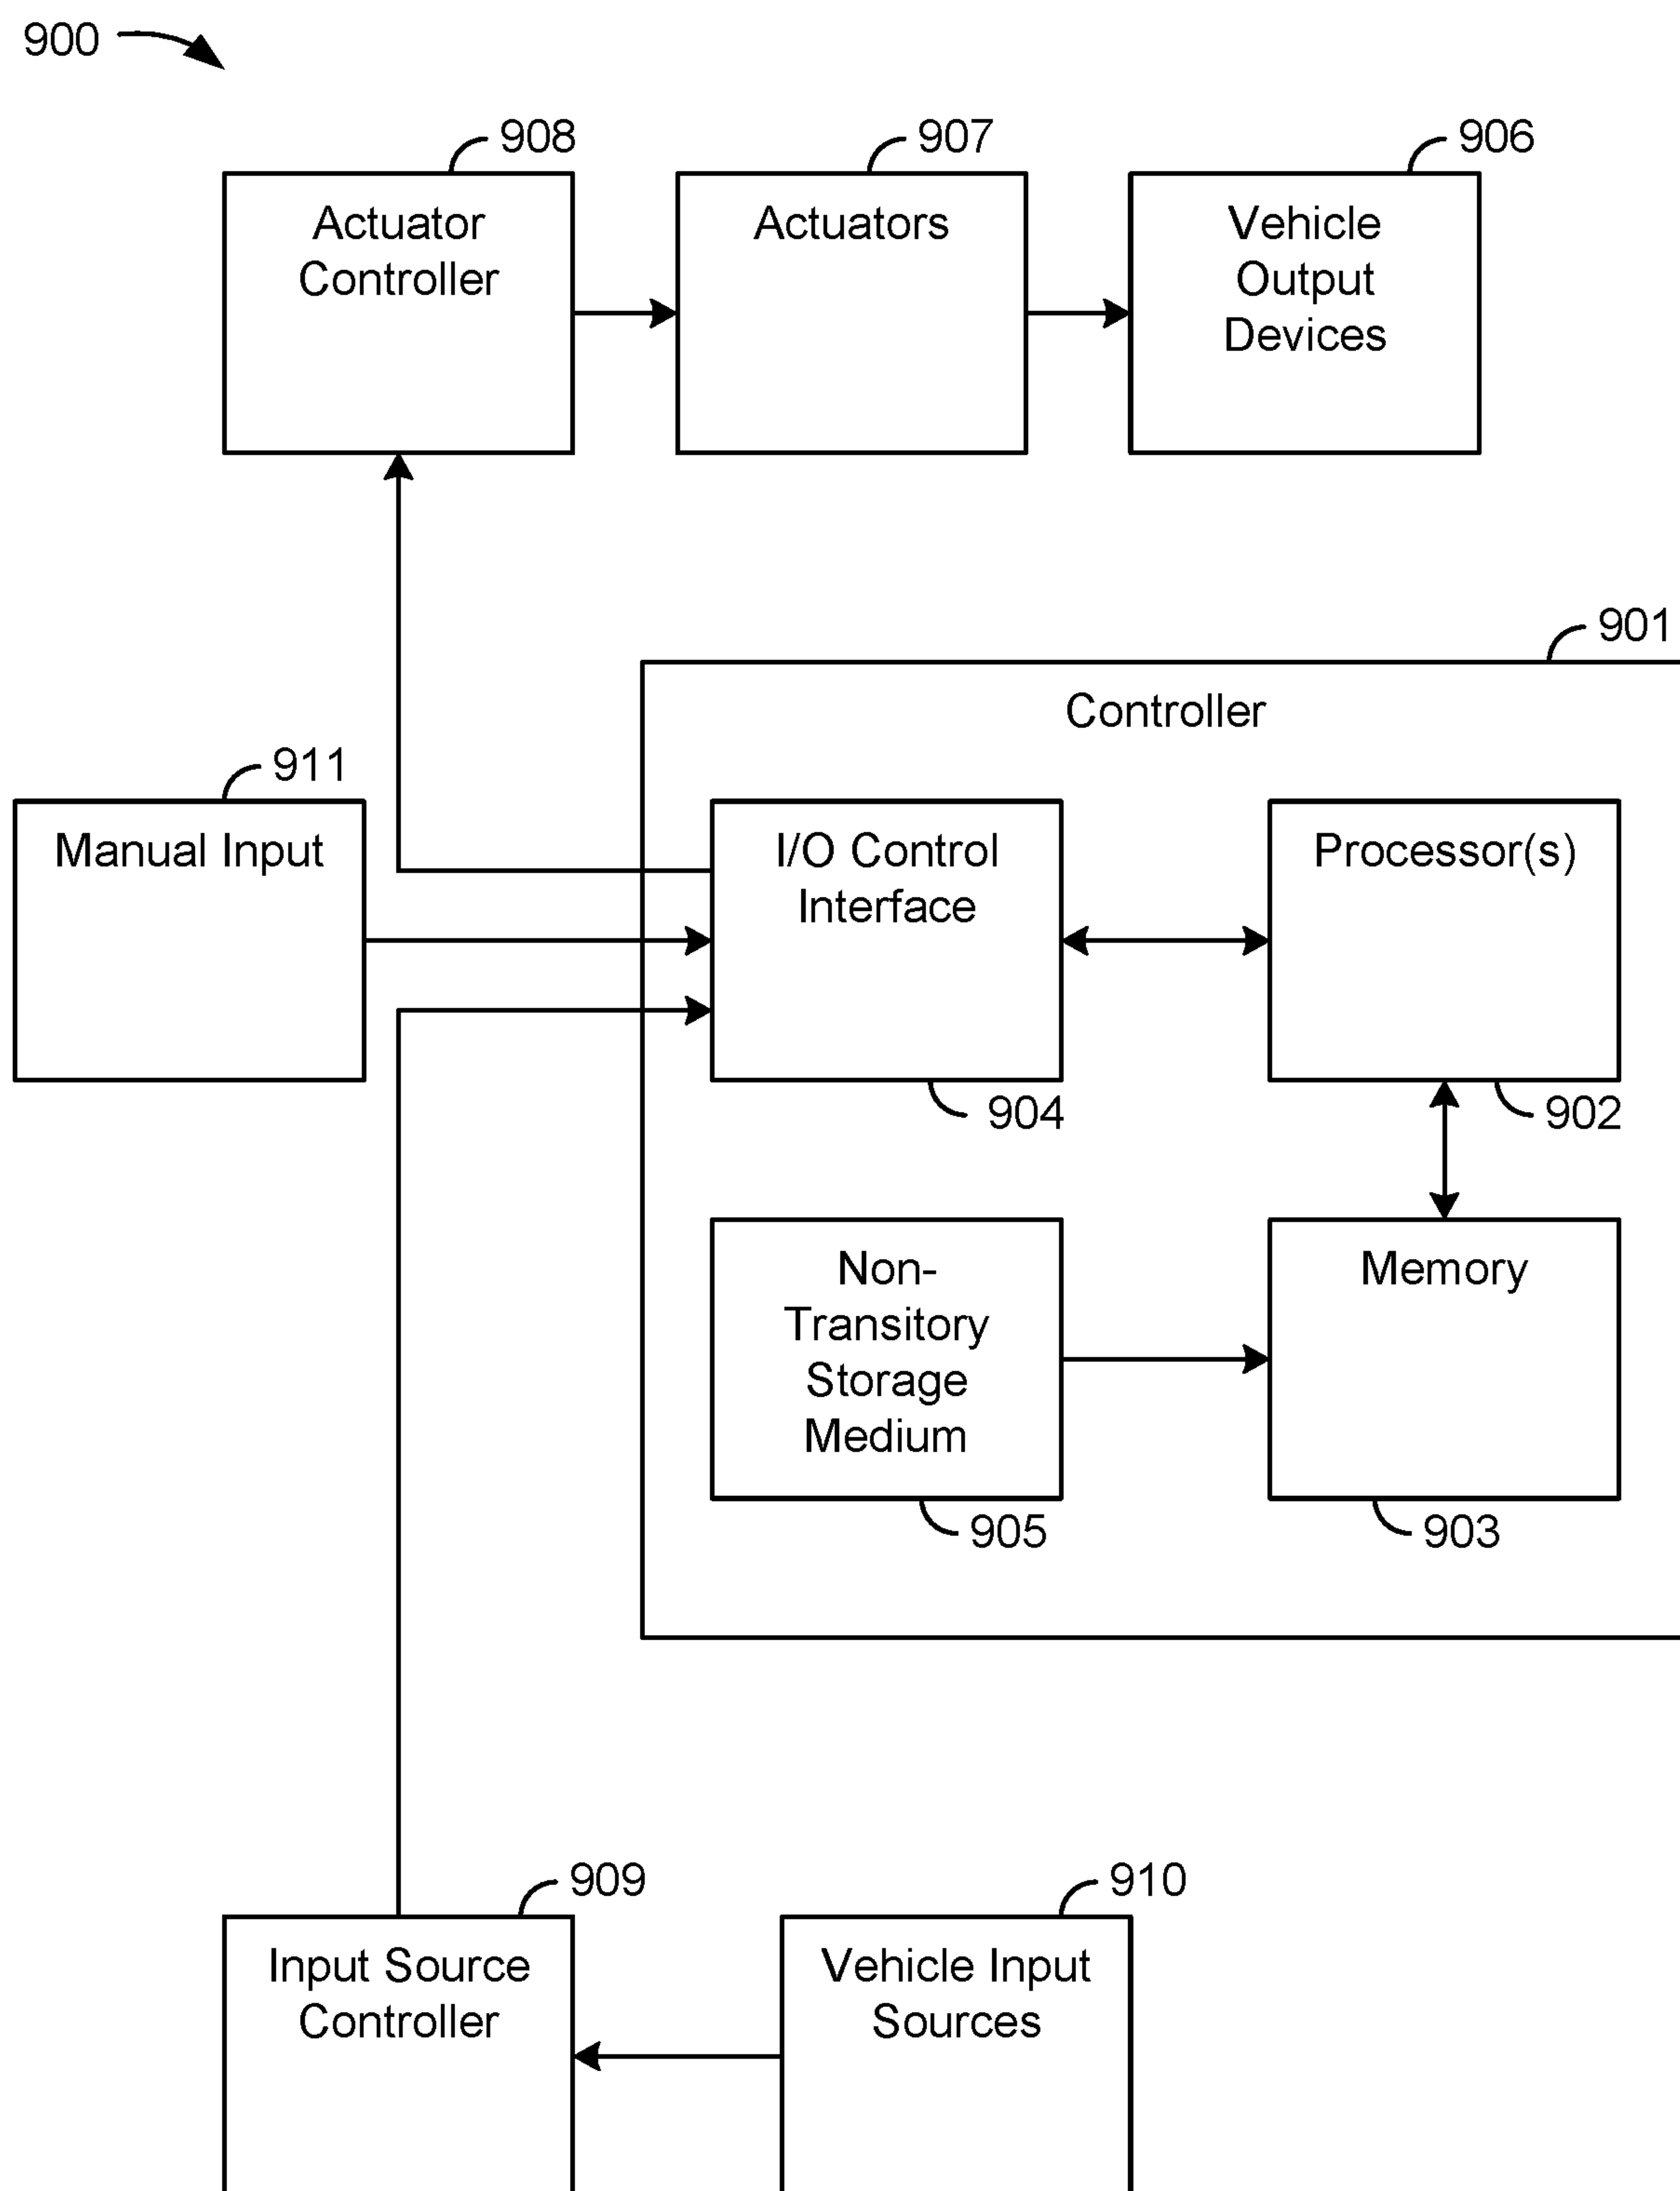 900
908
907
906
Actuator
Controller
Actuators
Vehicle
Output
Devices
901
Controller
911
Manual Input
I/O Control
Interface
Processor(s)
904
902
Non-
Transitory
Storage
Medium
Memory
905
903
909
910
Input Source
Controller
Vehicle Input
Sources